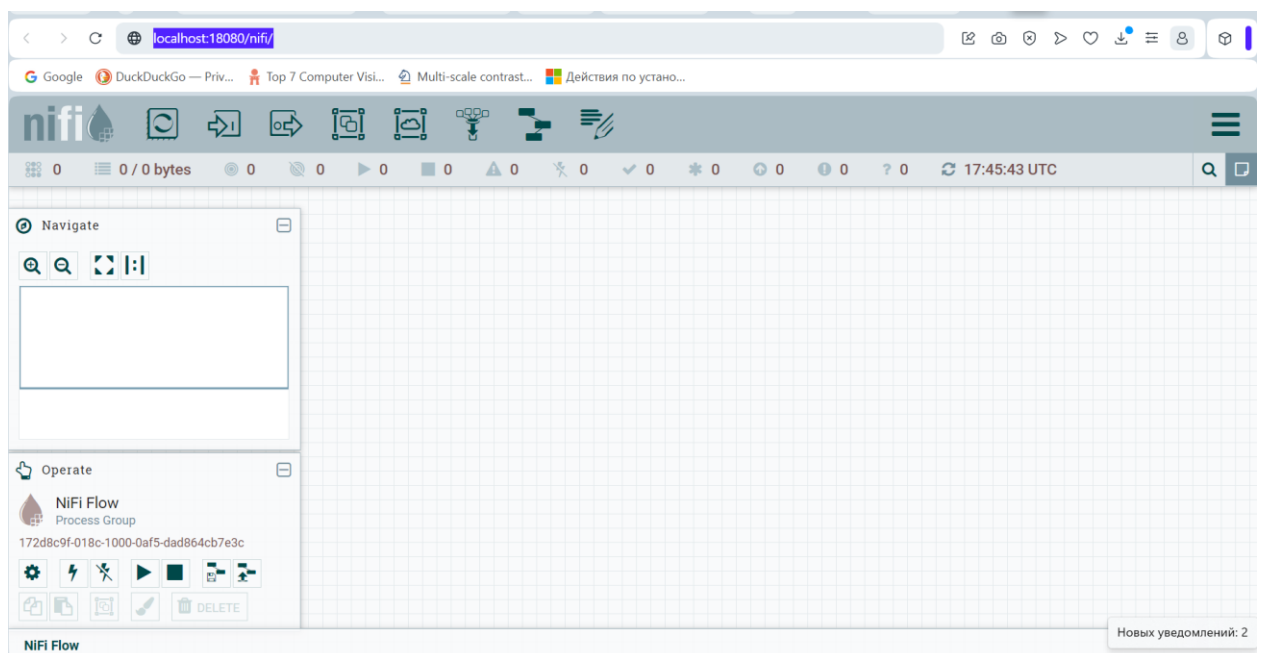 localhost:18080/nifi/
Google DuckDuckGo — Priv... Top 7 Computer Visi... Multi-scale contrast... Действия по устано...
nifi
0 0 / 0 bytes 0 0 0 0 0 0 0 0 0 0 ? 0 17:45:43 UTC
Navigate
Operate
NiFi Flow
Process Group
172d8c9f-018c-1000-0af5-dad864cb7e3c
DELETE
Новых уведомлений: 2
NiFi Flow